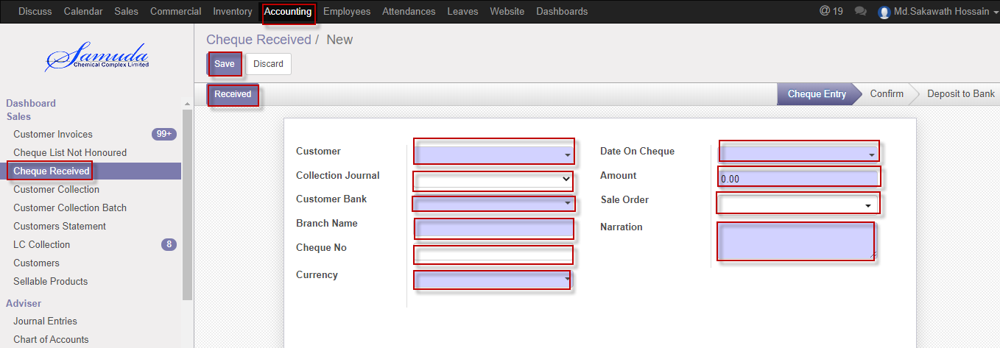 Discuss Calendar Sales Commercial Inventory Accounting Employees Attendances Leaves Website Dashboards @ 19 Md.Sakawath Hossain
Samuda
Chemical Complex Limited
Cheque Received / New
Save Discard
Received Cheque Entry Confirm Deposit to Bank
Dashboard
Sales
Customer Invoices 99+
Cheque List Not Honoured
Cheque Received
Customer Collection
Customer Collection Batch
Customers Statement
LC Collection 8
Customers
Sellable Products
Adviser
Journal Entries
Chart of Accounts
Customer
Collection Journal
Customer Bank
Branch Name
Cheque No
Currency
Date On Cheque
Amount 0.00
Sale Order
Narration